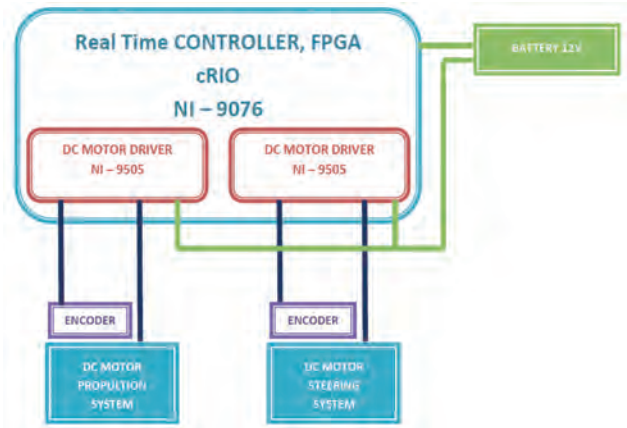 Real Time CONTROLLER, FPGA
cRIO
NI – 9076
BATTERY 12V
DC MOTOR DRIVER
NI – 9505
DC MOTOR DRIVER
NI – 9505
ENCODER
ENCODER
DC MOTOR
PROPULTION
SYSTEM
DC MOTOR
STEERING
SYSTEM